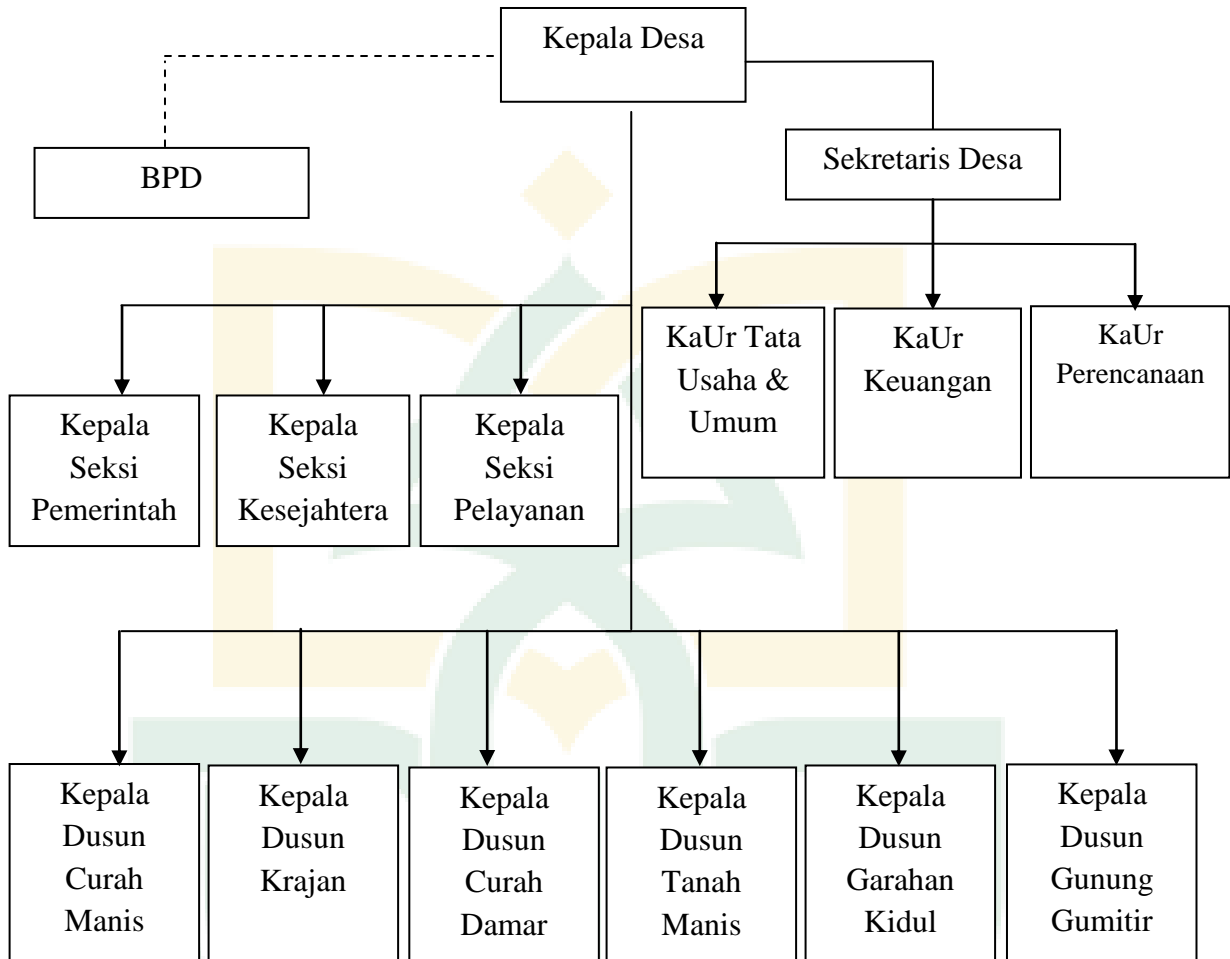 Kepala Desa
BPD
Sekretaris Desa
KaUr Tata
Usaha &
Umum
KaUr
Keuangan
KaUr
Perencanaan
Kepala
Seksi
Pemerintah
Kepala
Seksi
Kesejahtera
Kepala
Seksi
Pelayanan
Kepala
Dusun
Curah
Manis
Kepala
Dusun
Krajan
Kepala
Dusun
Curah
Damar
Kepala
Dusun
Tanah
Manis
Kepala
Dusun
Garahan
Kidul
Kepala
Dusun
Gunung
Gumitir